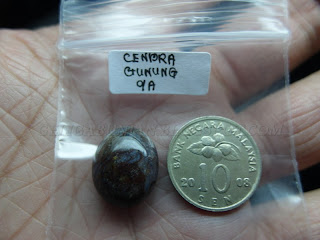 CENDRA
GUNUNG
9A
BANK NEGARA MALAYSIA
10
20 08
SEN